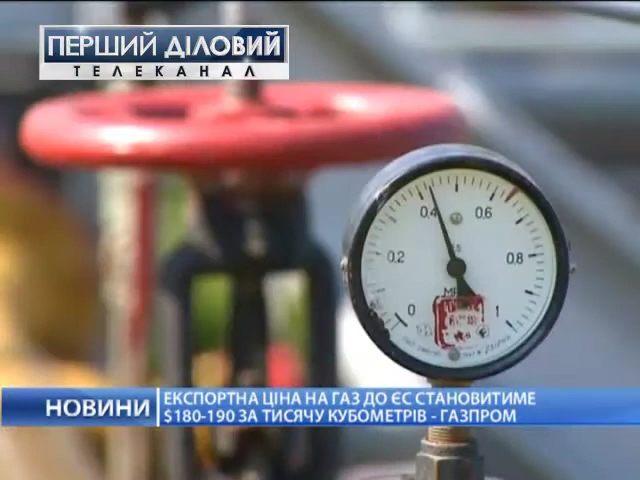 ПЕРШИЙ ДІЛОВИЙ
ТЕЛЕКАНАЛ
0,4
0,6
0,2
0,8
0
1
НОВИНИ
ЕКСПОРТНА ЦІНА НА ГАЗ ДО ЄС СТАНОВИТИМЕ
$180-190 ЗА ТИСЯЧУ КУБОМЕТРІВ - ГАЗПРОМ